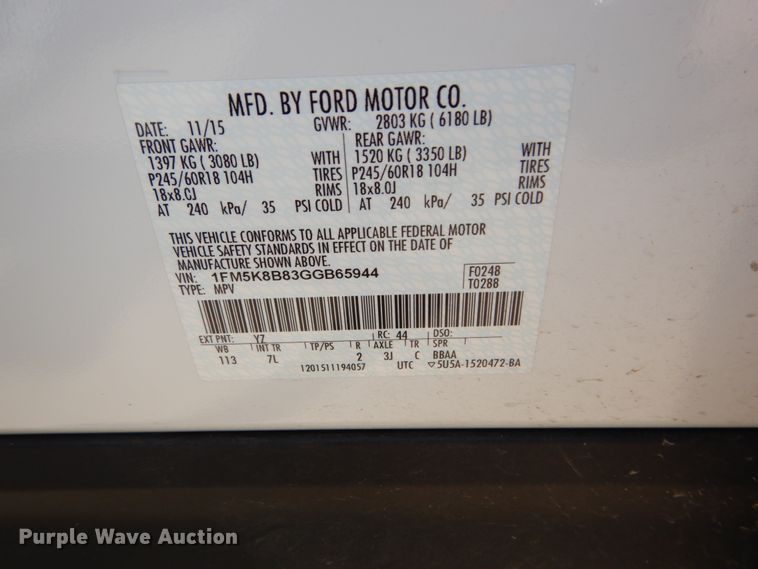 MFD. BY FORD MOTOR CO.
DATE: 11/15 GVWR: 2803 KG ( 6180 LB)
FRONT GAWR: REAR GAWR:
1397 KG ( 3080 LB) WITH 1520 KG ( 3350 LB) WITH
P245/60R18 104H TIRES P245/60R18 104H TIRES
18x8.0J RIMS 18x8.0J RIMS
AT 240 kPa/ 35 PSI COLD AT 240 kPa/ 35 PSI COLD
THIS VEHICLE CONFORMS TO ALL APPLICABLE FEDERAL MOTOR
VEHICLE SAFETY STANDARDS IN EFFECT ON THE DATE OF
MANUFACTURE SHOWN ABOVE.
VIN: 1FM5K8B83GGB65944 F0248
TYPE: MPV T0288
EXT PNT: YZ RC: 44 DSO:
WB INT TR TP/PS R AXLE TR SPR
113 7L 2 3J C BBAA
1201511194057 UTC ▽5U5A-1520472-BA
Purple Wave Auction